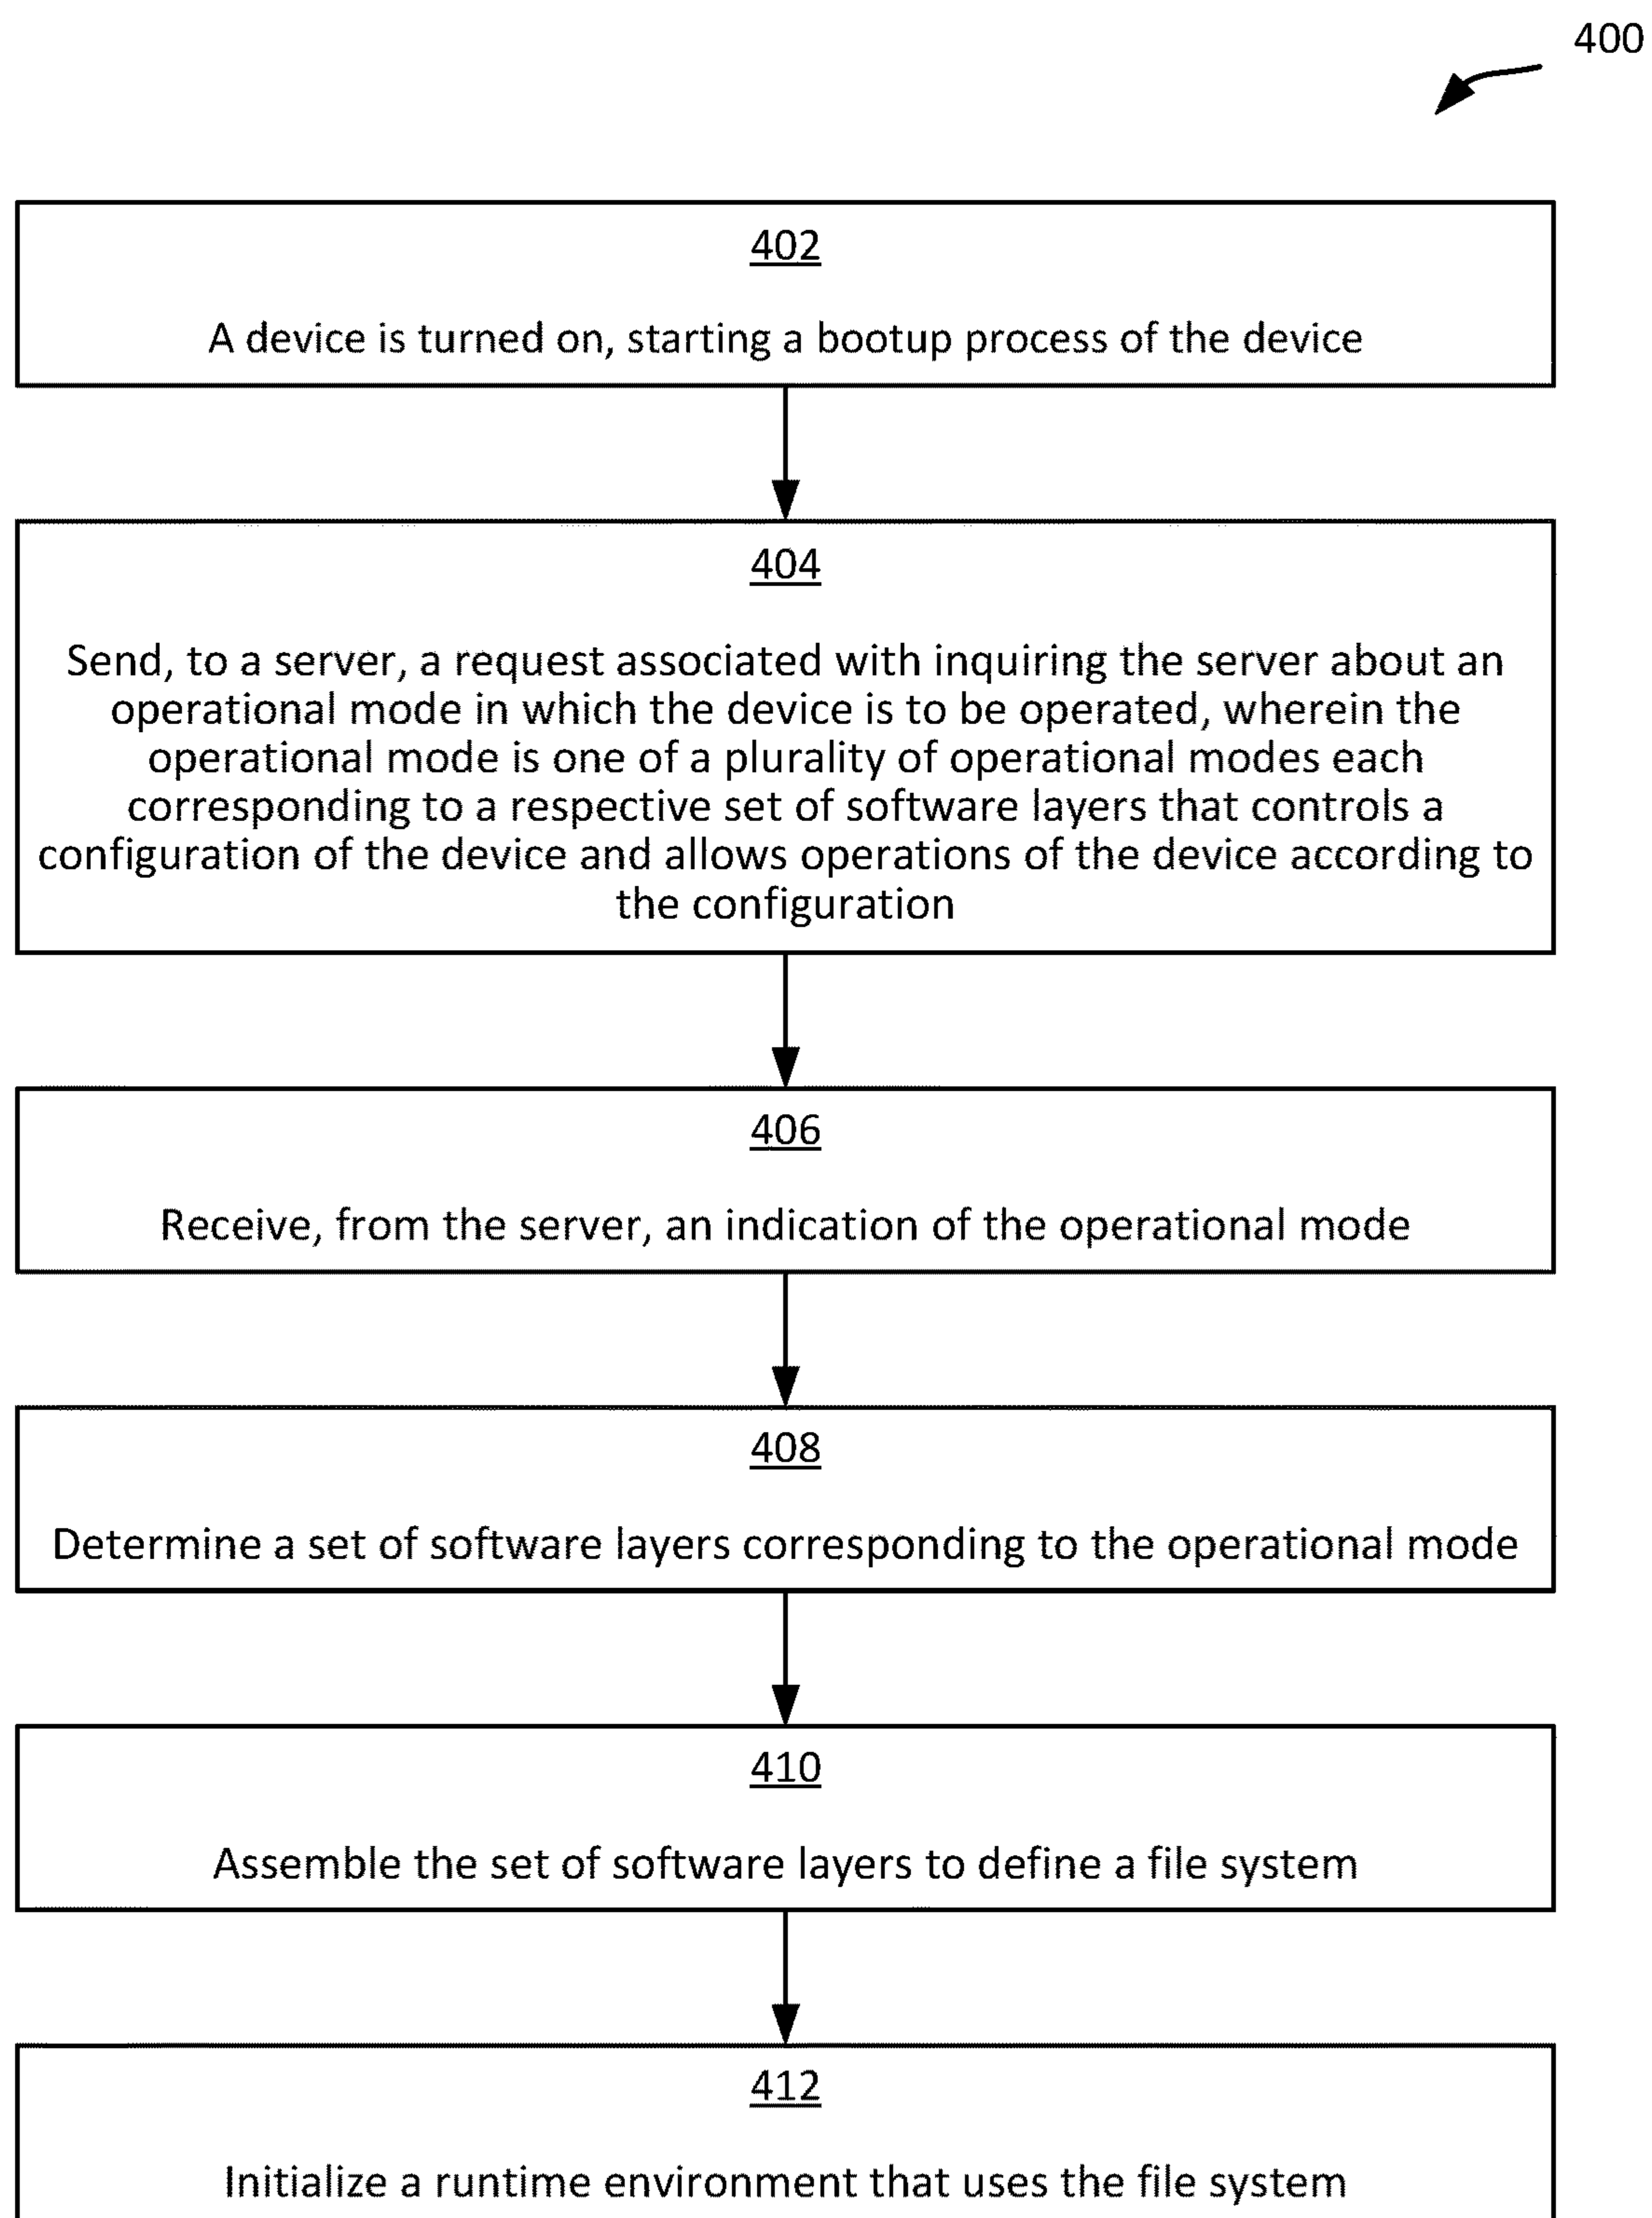 400
402
A device is turned on, starting a bootup process of the device
404
Send, to a server, a request associated with inquiring the server about an
operational mode in which the device is to be operated, wherein the
operational mode is one of a plurality of operational modes each
corresponding to a respective set of software layers that controls a
configuration of the device and allows operations of the device according to
the configuration
406
Receive, from the server, an indication of the operational mode
408
Determine a set of software layers corresponding to the operational mode
410
Assemble the set of software layers to define a file system
412
Initialize a runtime environment that uses the file system